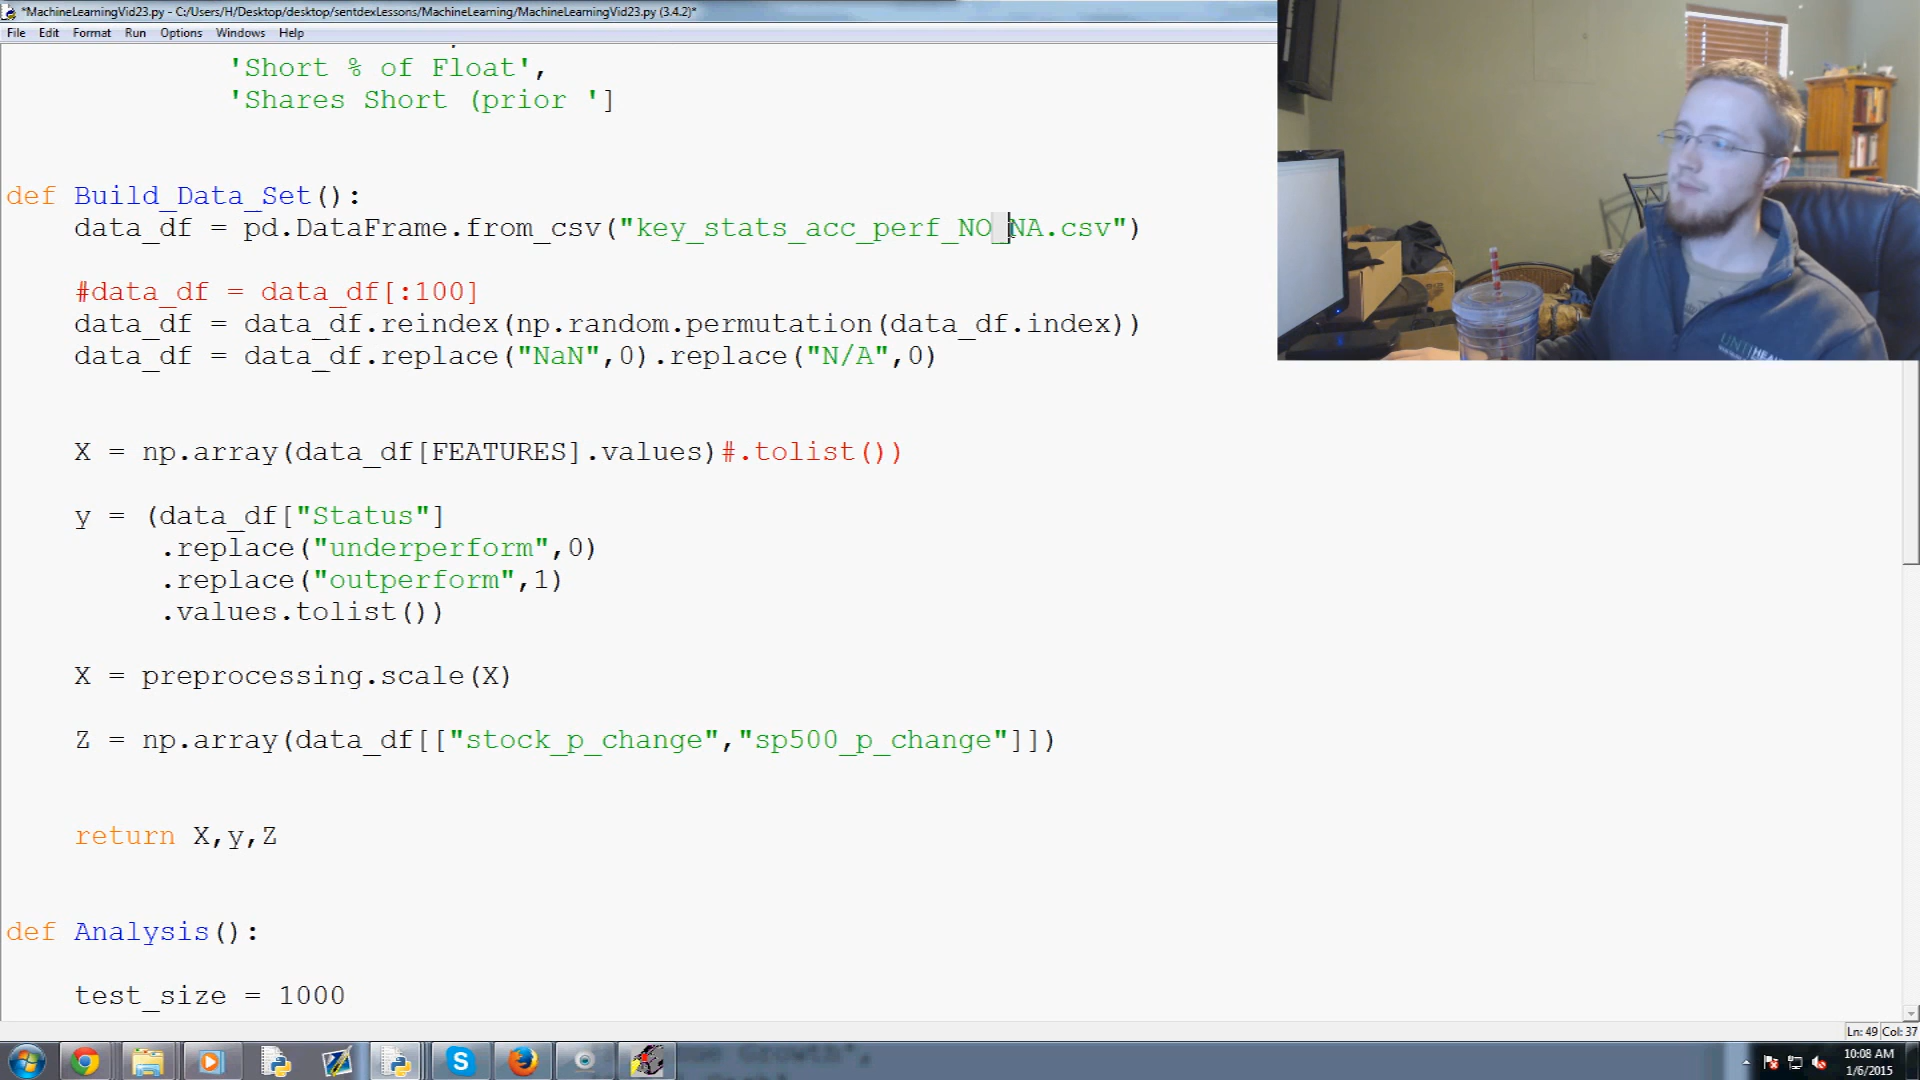 *MachineLearningVid23.py - C:/Users/H/Desktop/desktop/sentdexLessons/MachineLearning/MachineLearningVid23.py (3.4.2)*
File Edit Format Run Options Windows Help
'Short % of Float',
'Shares Short (prior ']
def Build_Data_Set():
data_df = pd.DataFrame.from_csv("key_stats_acc_perf_NO_NA.csv")
#data_df = data_df[:100]
data_df = data_df.reindex(np.random.permutation(data_df.index))
data_df = data_df.replace("NaN",0).replace("N/A",0)
X = np.array(data_df[FEATURES].values)#.tolist())
y = (data_df["Status"]
.replace("underperform",0)
.replace("outperform",1)
.values.tolist())
X = preprocessing.scale(X)
Z = np.array(data_df[["stock_p_change","sp500_p_change"]])
return X,y,Z
def Analysis():
test_size = 1000
Ln: 49 Col: 37
Growth',
10:08 AM
1/6/2015